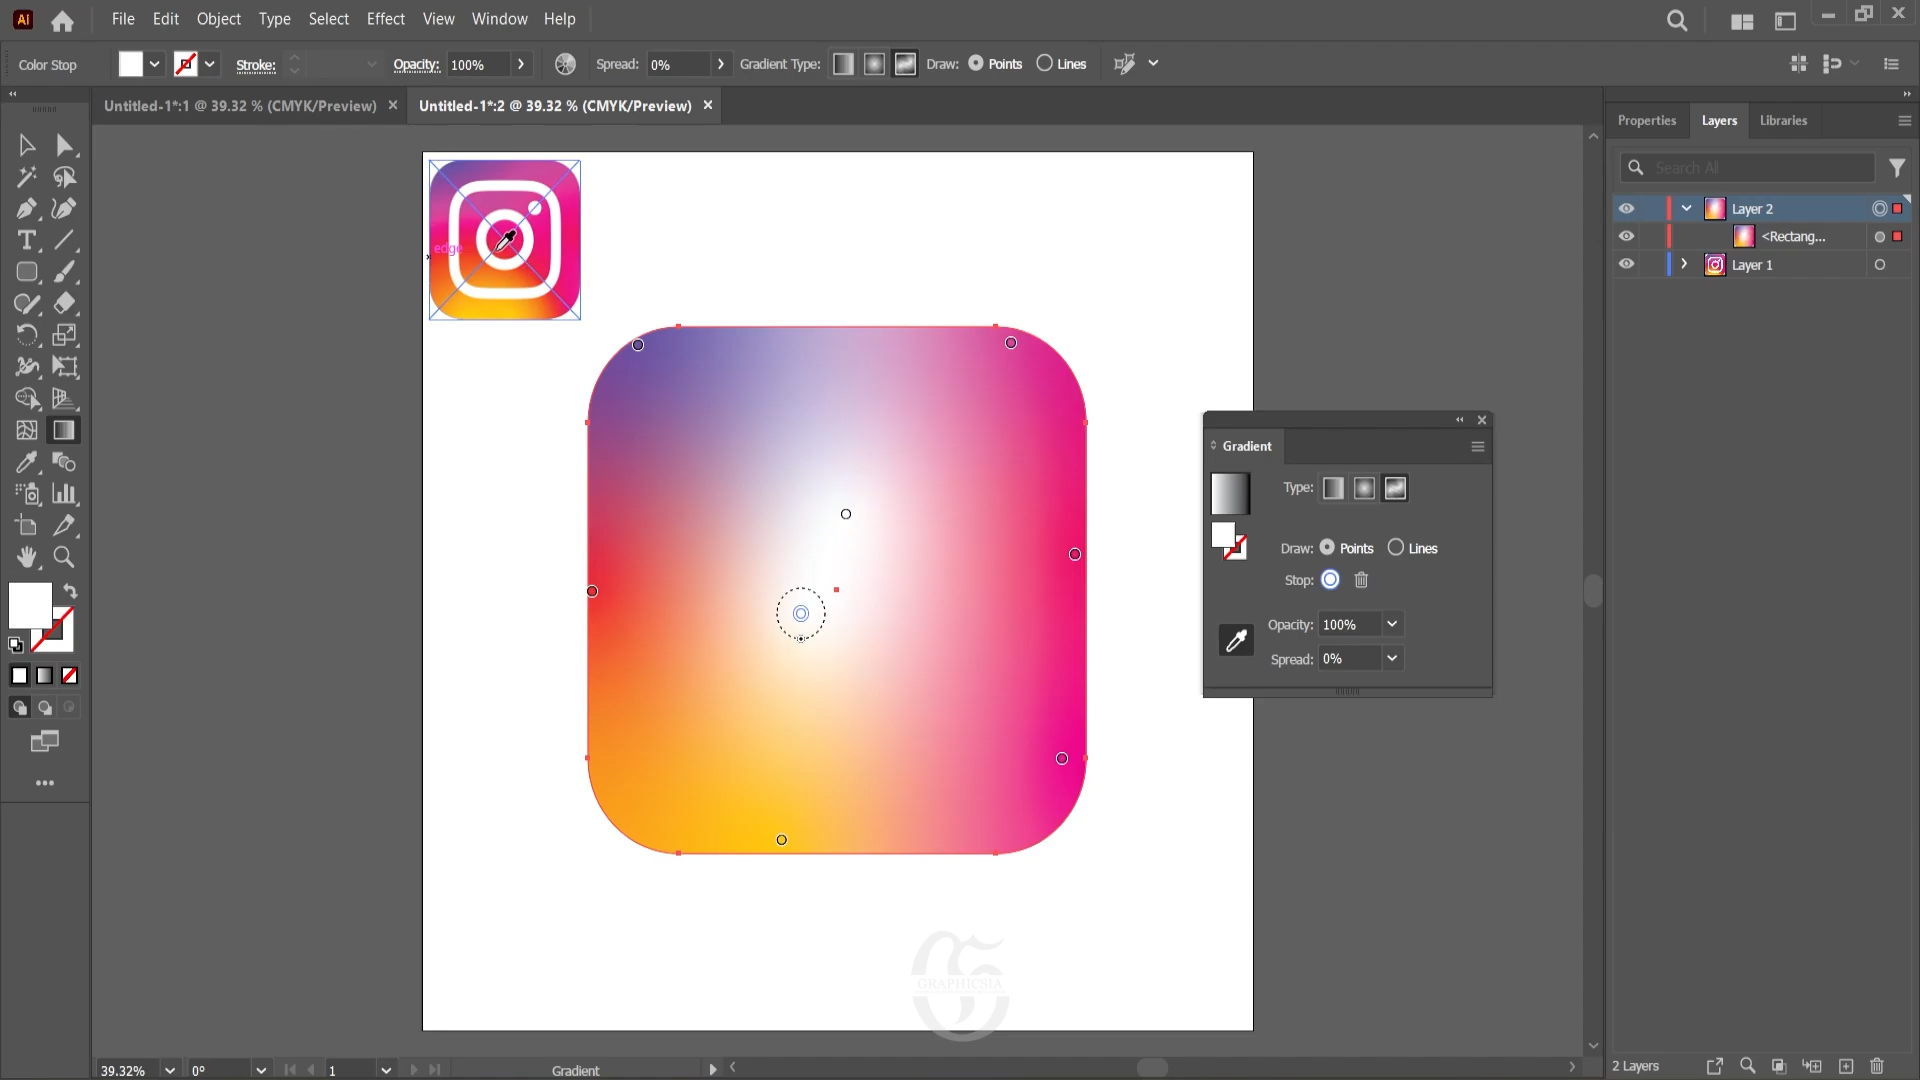 Ai File Edit Object Type Select Effect View Window Help
Color Stop Stroke: Opacity: 100% Spread: 0% Gradient Type: Draw: Points Lines
Untitled-1*:1 @ 39.32 % (CMYK/Preview) Untitled-1*:2 @ 39.32 % (CMYK/Preview)
Properties Layers Libraries
Search All
Layer 2
<Rectang...
Layer 1
edge
Gradient
Type:
Draw: Points Lines
Stop:
Opacity: 100%
Spread: 0%
GRAPHICSIA
39.32% 0° 1 Gradient
2 Layers